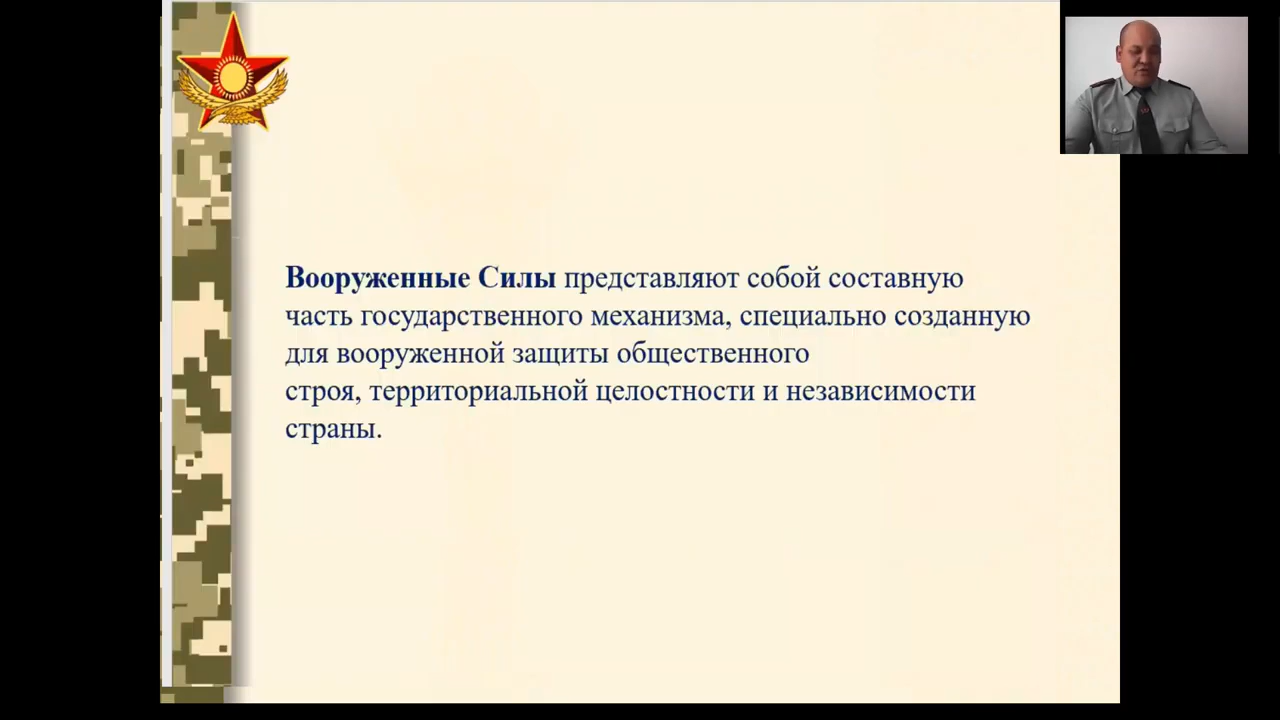 Вооруженные Силы представляют собой составную
часть государственного механизма, специально созданную
для вооруженной защиты общественного
строя, территориальной целостности и независимости
страны.